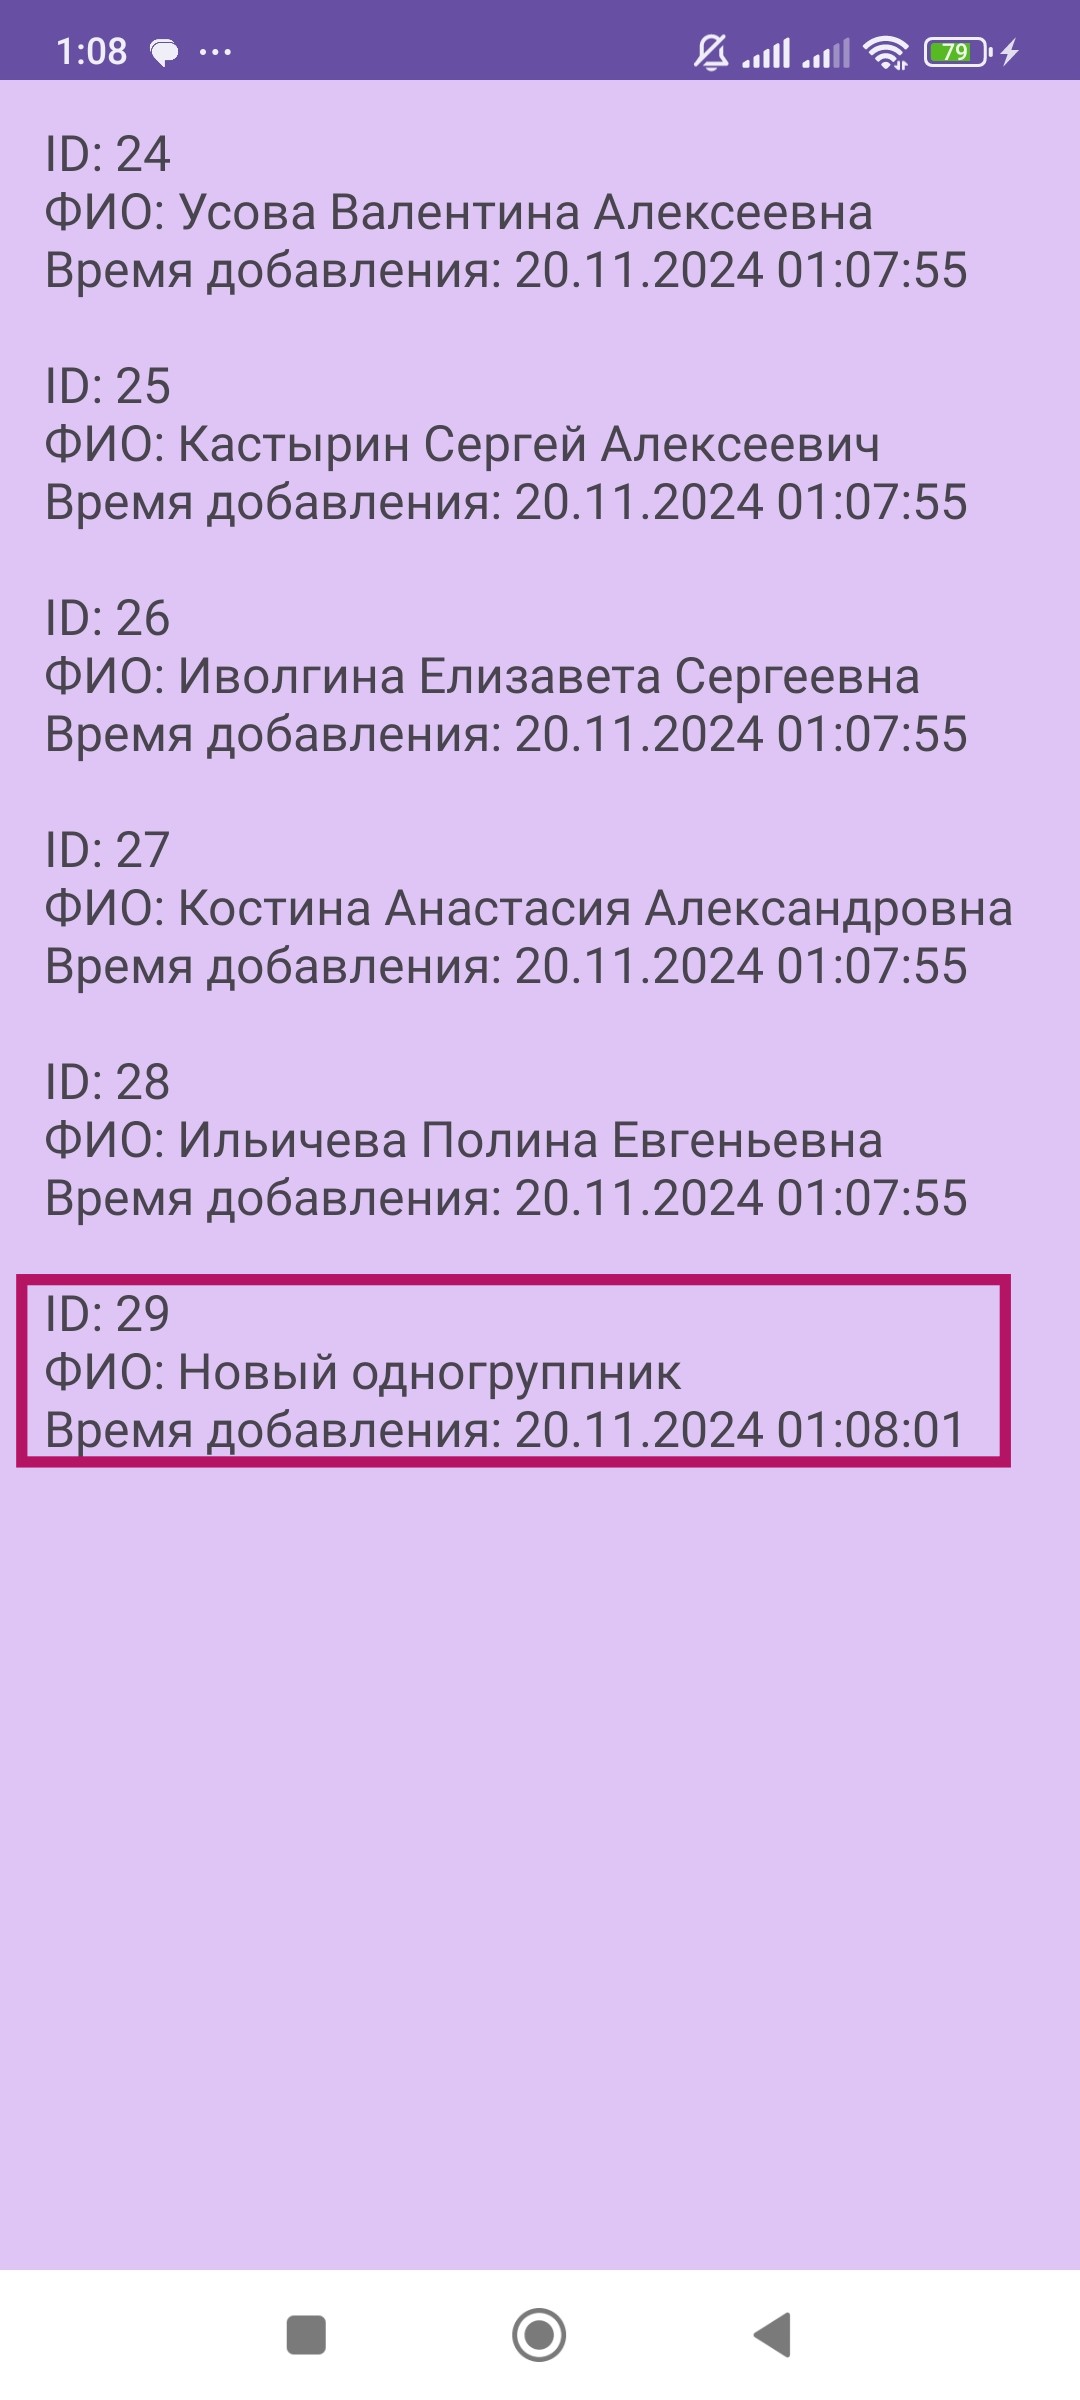 1:08
79
ID: 24
ФИО: Усова Валентина Алексеевна
Время добавления: 20.11.2024 01:07:55
ID: 25
ФИО: Кастырин Сергей Алексеевич
Время добавления: 20.11.2024 01:07:55
ID: 26
ФИО: Иволгина Елизавета Сергеевна
Время добавления: 20.11.2024 01:07:55
ID: 27
ФИО: Костина Анастасия Александровна
Время добавления: 20.11.2024 01:07:55
ID: 28
ФИО: Ильичева Полина Евгеньевна
Время добавления: 20.11.2024 01:07:55
ID: 29
ФИО: Новый одногруппник
Время добавления: 20.11.2024 01:08:01